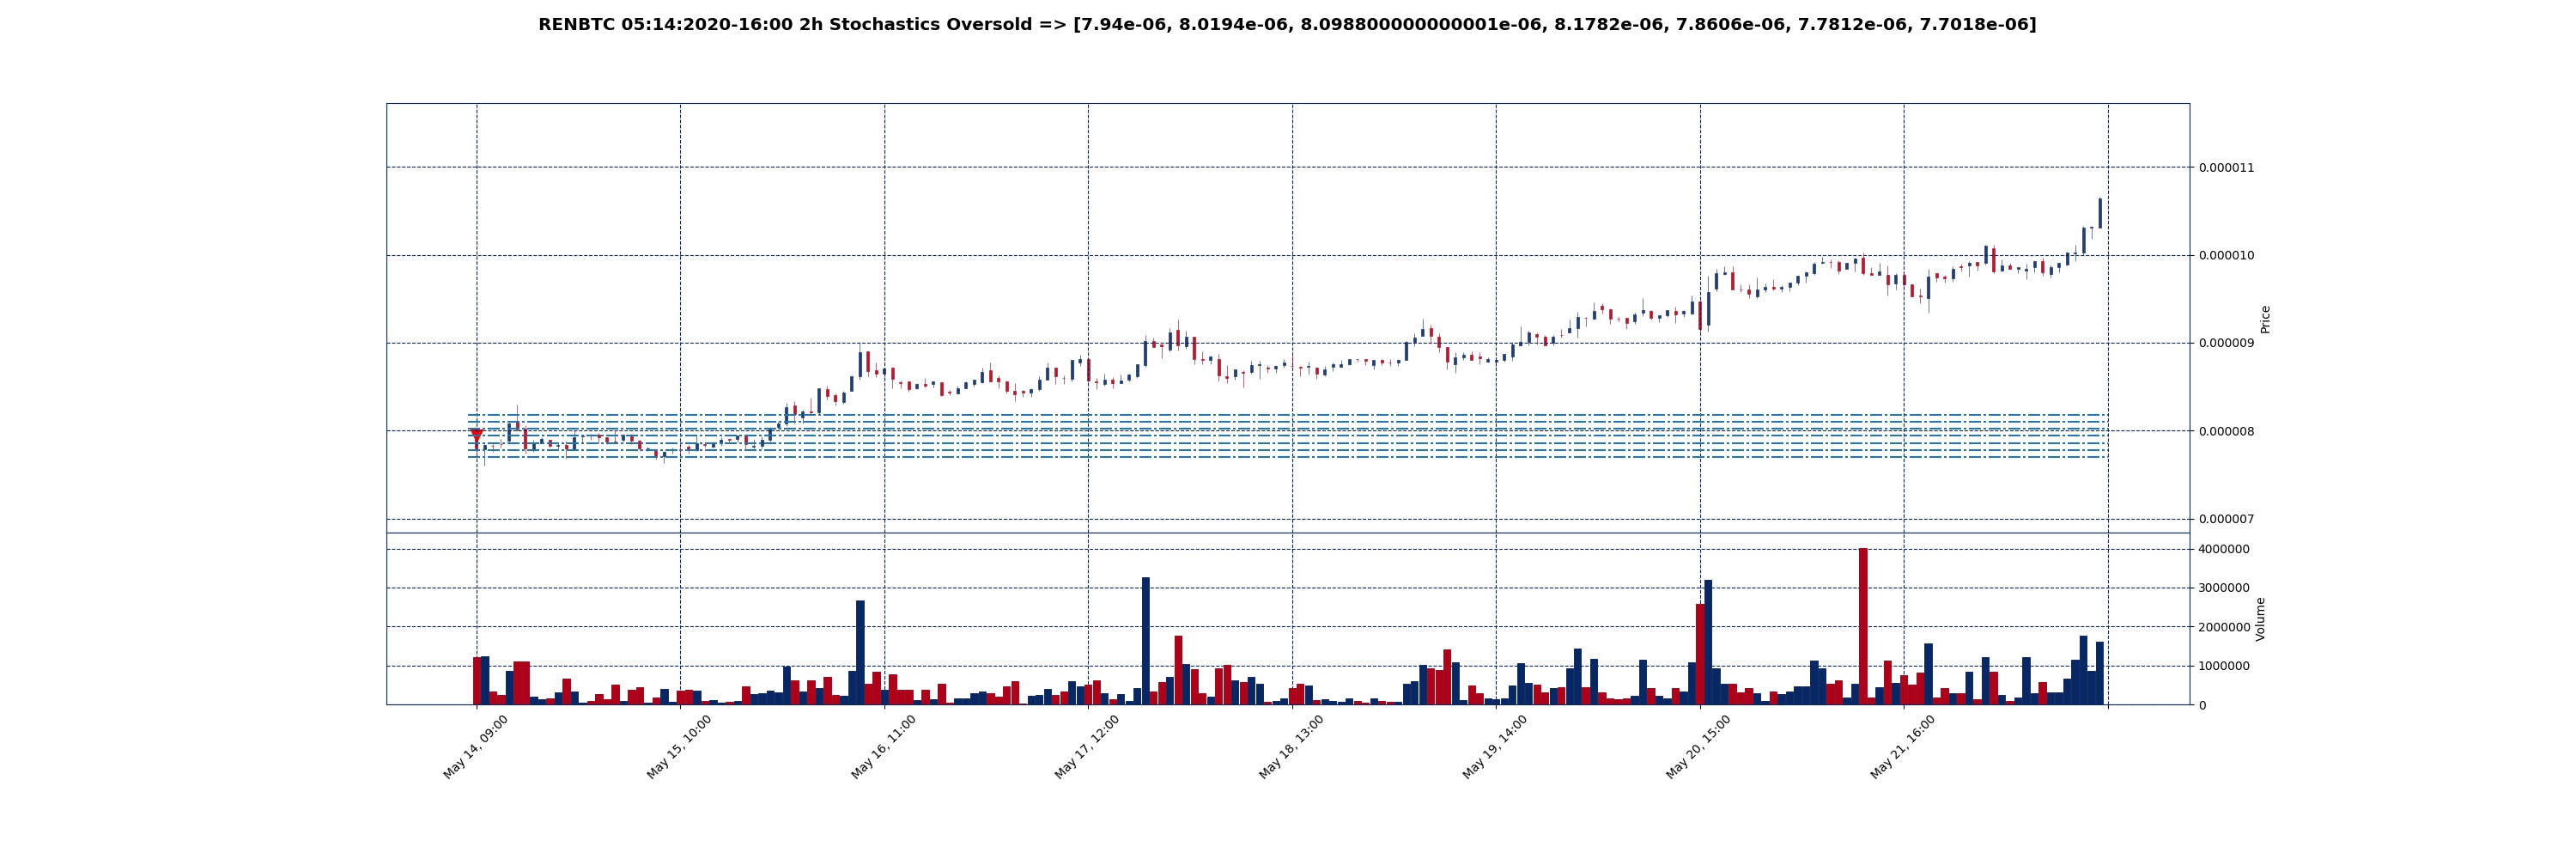 RENBTC 05:14:2020-16:00 2h Stochastics Oversold => [7.94e-06, 8.0194e-06, 8.098800000000001e-06, 8.1782e-06, 7.8606e-06, 7.7812e-06, 7.7018e-06]
0.000011
0.000010
0.000009
0.000008
0.000007
Price
4000000
3000000
2000000
1000000
0
Volume
May 14, 09:00
May 15, 10:00
May 16, 11:00
May 17, 12:00
May 18, 13:00
May 19, 14:00
May 20, 15:00
May 21, 16:00